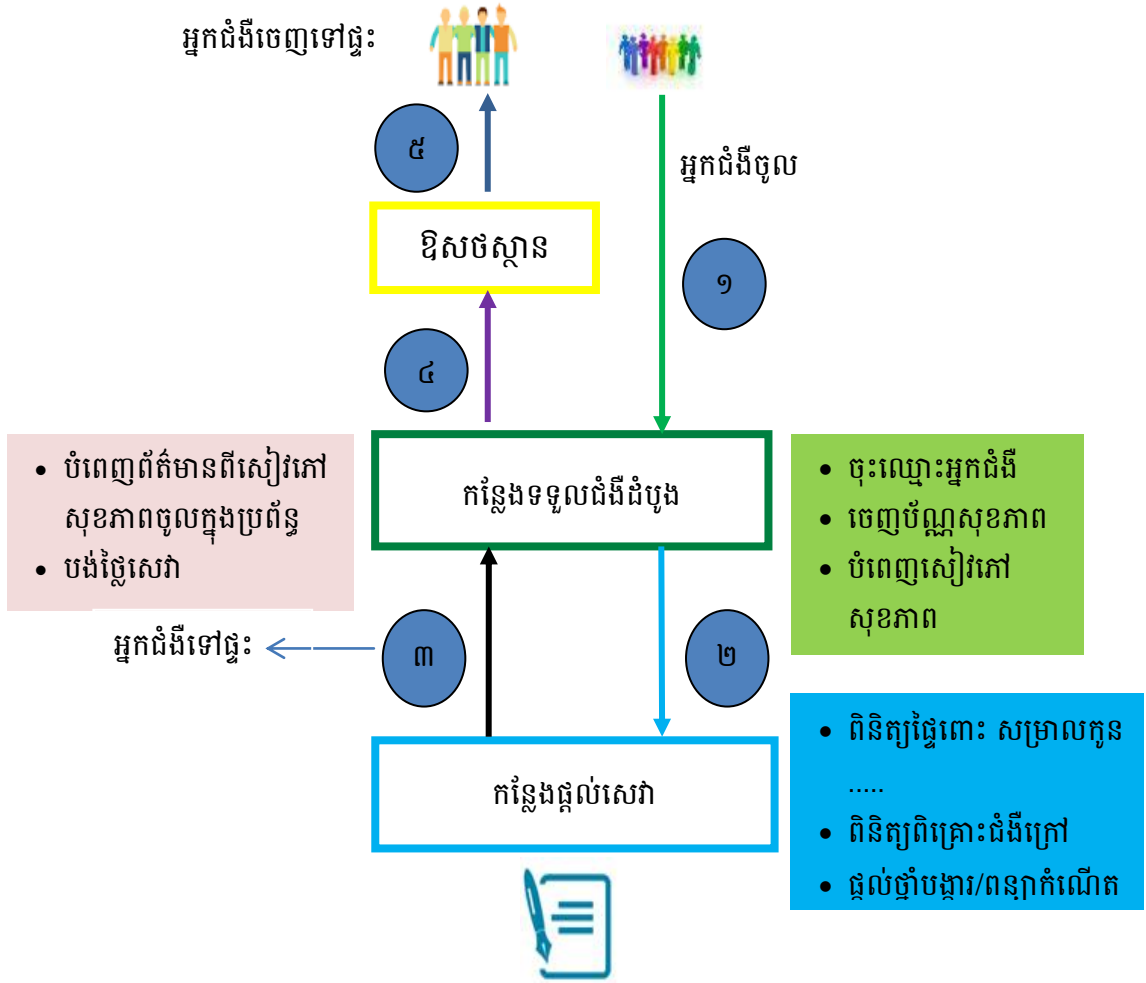 អ្នកជំងឺចេញទៅផ្ទះ
៥
អ្នកជំងឺចូល
ឱសថស្ថាន
១
៤
• បំពេញព័ត៌មានពីសៀវភៅ
សុខភាពចូលក្នុងប្រព័ន្ធ
• បង់ថ្លៃសេវា
កន្លែងទទួលជំងឺដំបូង
• ចុះឈ្មោះអ្នកជំងឺ
• ចេញប័ណ្ណសុខភាព
• បំពេញសៀវភៅ
សុខភាព
អ្នកជំងឺទៅផ្ទះ
៣
២
កន្លែងផ្តល់សេវា
• ពិនិត្យផ្ទៃពោះ សម្រាលកូន
.....
• ពិនិត្យពិគ្រោះជំងឺក្រៅ
• ផ្តល់ថ្នាំបង្ការ/ពន្យាកំណើត